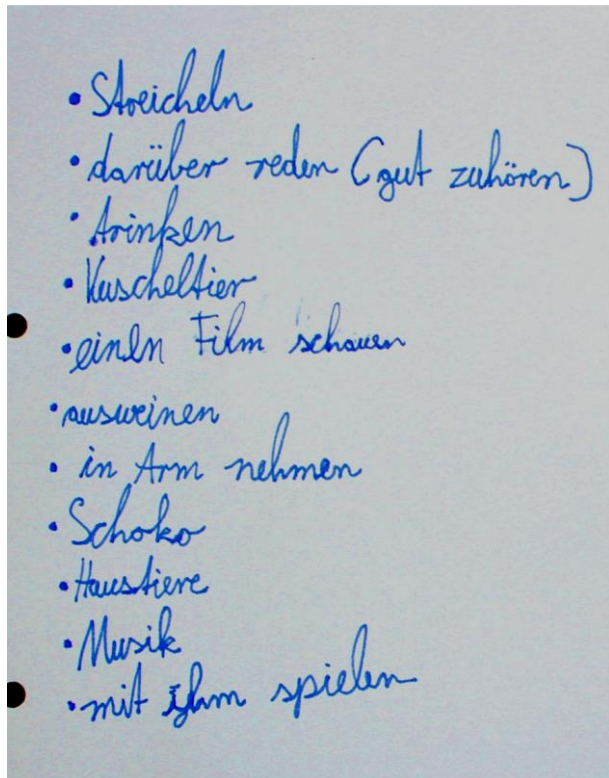 • Streicheln
• darüber reden (gut zuhören)
• trinken
• Kuscheltier
• einen Film schauen
• ausweinen
• in Arm nehmen
• Schoko
• Haustiere
• Musik
• mit ihm spielen